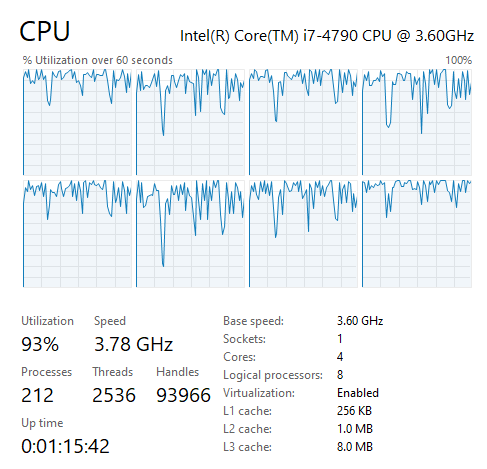 CPU
Intel(R) Core(TM) i7-4790 CPU @ 3.60GHz
% Utilization over 60 seconds
100%
Utilization
Speed
93%
3.78 GHz
Processes
Threads
Handles
212
2536
93966
Up time
0:01:15:42
Base speed: 3.60 GHz
Sockets: 1
Cores: 4
Logical processors: 8
Virtualization: Enabled
L1 cache: 256 KB
L2 cache: 1.0 MB
L3 cache: 8.0 MB